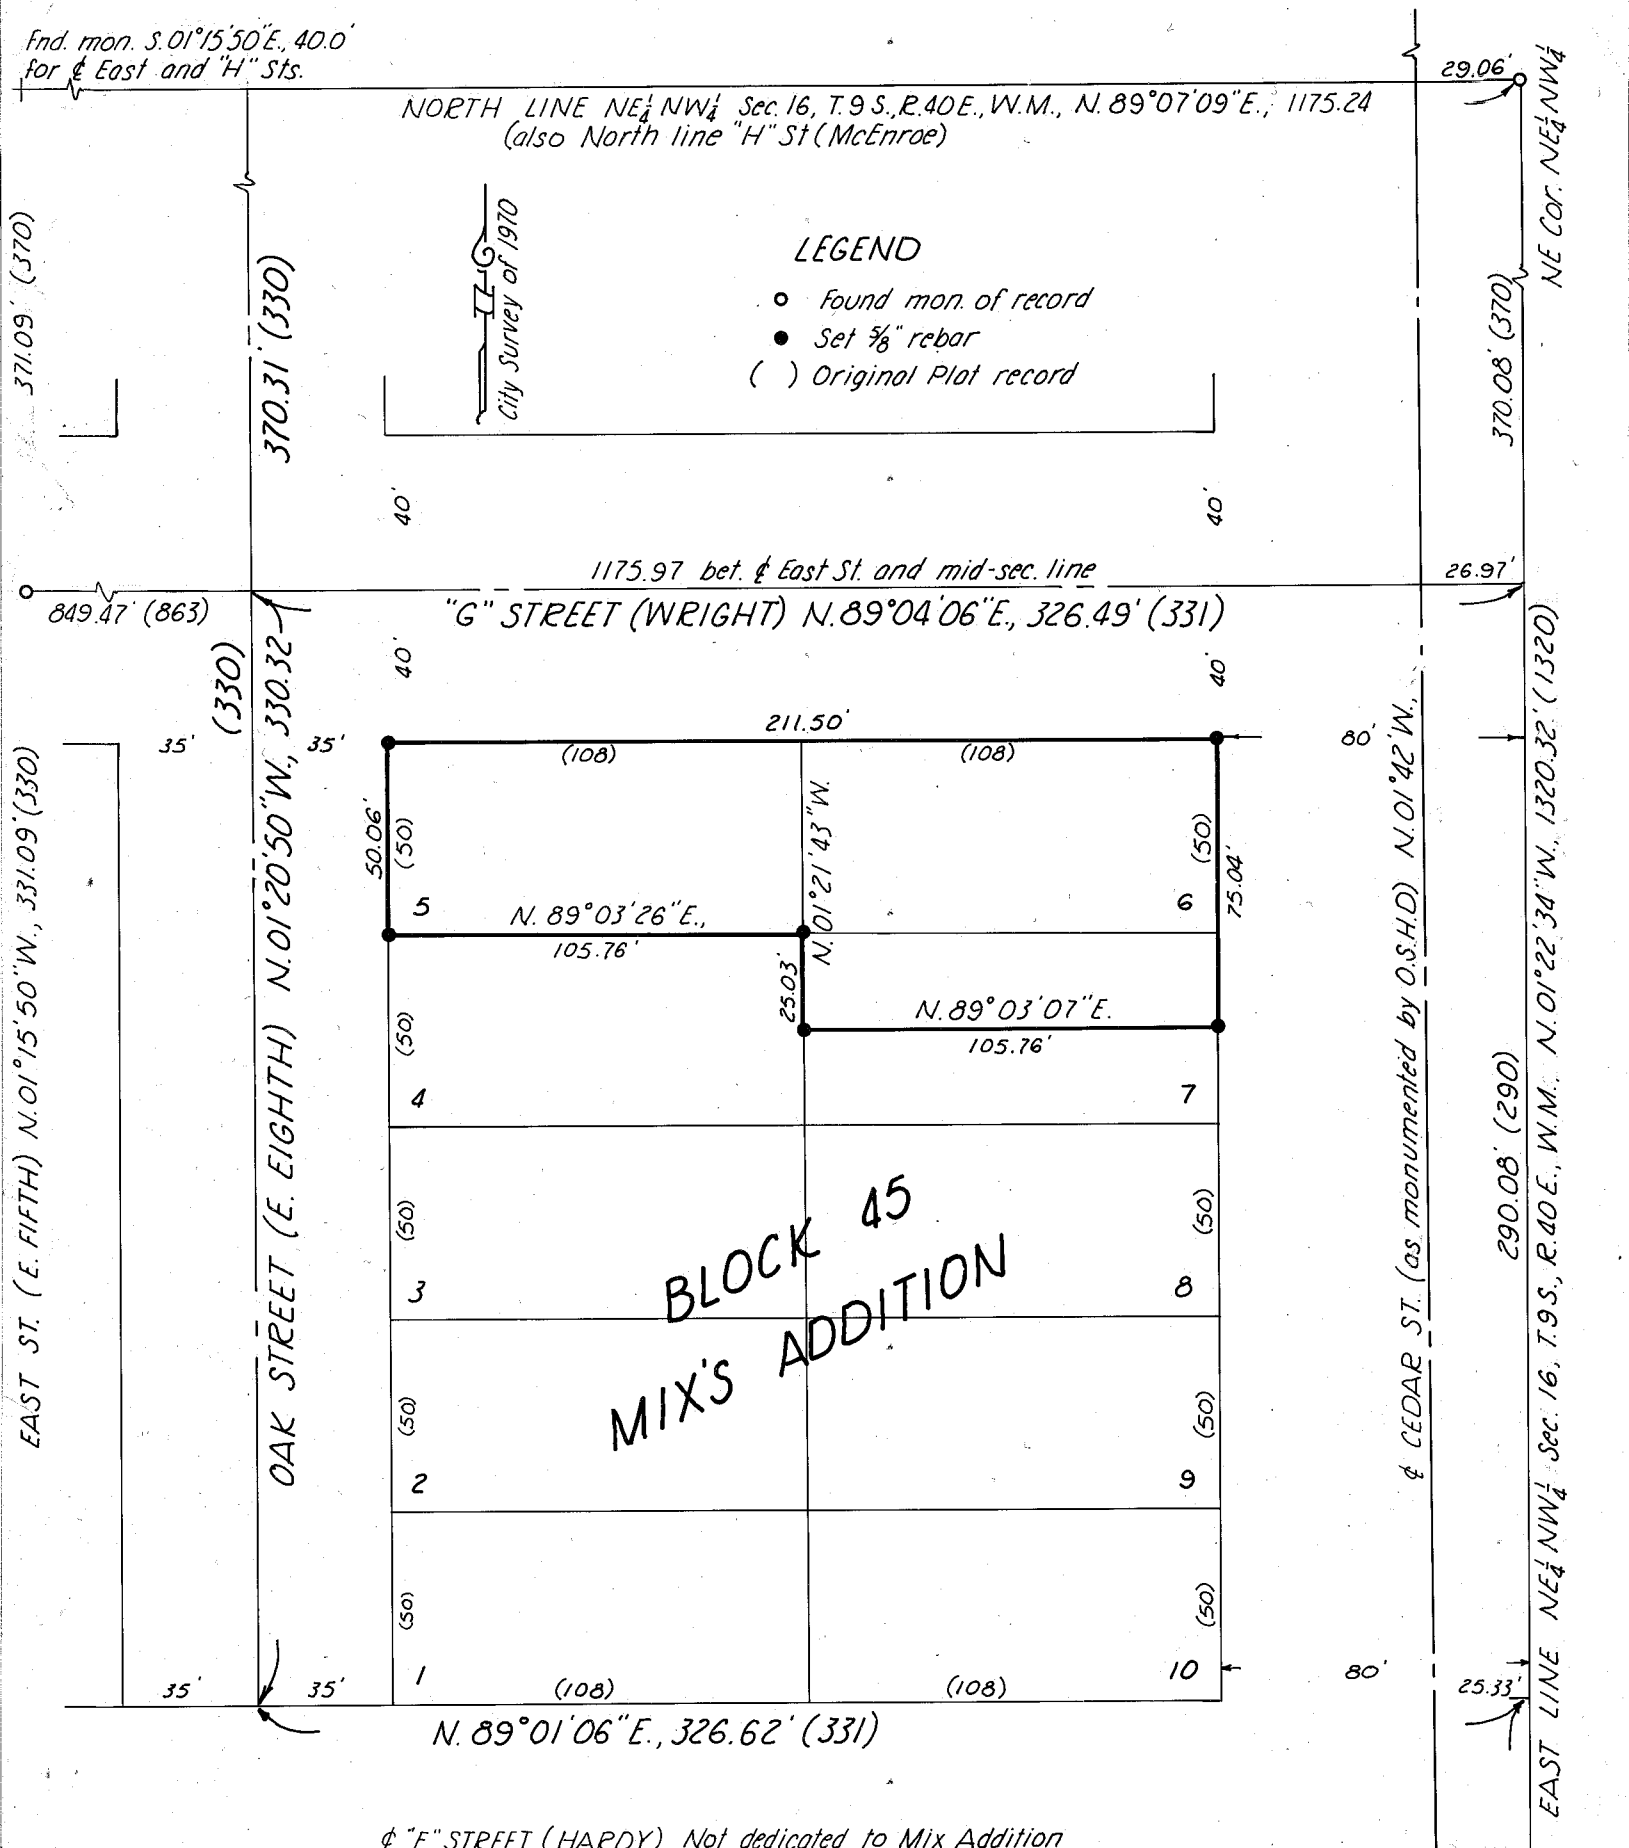 Fnd. mon. S.01°15'50"E., 40.0'
for ℄ East and "H" Sts.
29.06'
NORTH LINE NE¼ NW¼ Sec. 16, T.9 S., R.40 E., W.M., N. 89°07'09"E., 1175.24
(also North line "H" St (McEnroe)
NE Cor. NE¼ NW¼
371.09' (370)
370.31' (330)
City Survey of 1970
LEGEND
Found mon. of record
Set ⅝" rebar
( ) Original Plat record
370.08' (370)
40'
40'
1175.97 bet. ℄ East St. and mid-sec. line
26.97'
849.47' (863)
"G" STREET (WRIGHT) N.89°04'06"E., 326.49' (331)
(330)
40'
40'
211.50'
35'
35'
(108)
(108)
80'
50.06'
(50)
N. 01°21'43"W.
(50)
75.04'
5
N. 89°03'26"E.,
6
105.76'
25.03'
N. 89°03'07"E.
(50)
105.76'
4
7
EAST ST. (E. FIFTH) N.01°15'50"W., 331.09' (330)
OAK STREET (E. EIGHTH) N.01°20'50"W., 330.32
℄ CEDAR ST. (as monumented by O.S.H.D) N.01°42'W.,
290.08' (290)
EAST LINE NE¼ NW¼ Sec. 16, T.9S., R.40E., W.M. N.01°22'34"W., 1320.32' (1320)
(50)
(50)
BLOCK 45
3
8
MIX'S ADDITION
(50)
(50)
2
9
(50)
(50)
1
10
35'
35'
(108)
(108)
80'
25.33'
N. 89°01'06"E., 326.62' (331)
℄ "F" STREET (HARDY) Not dedicated to Mix Addition